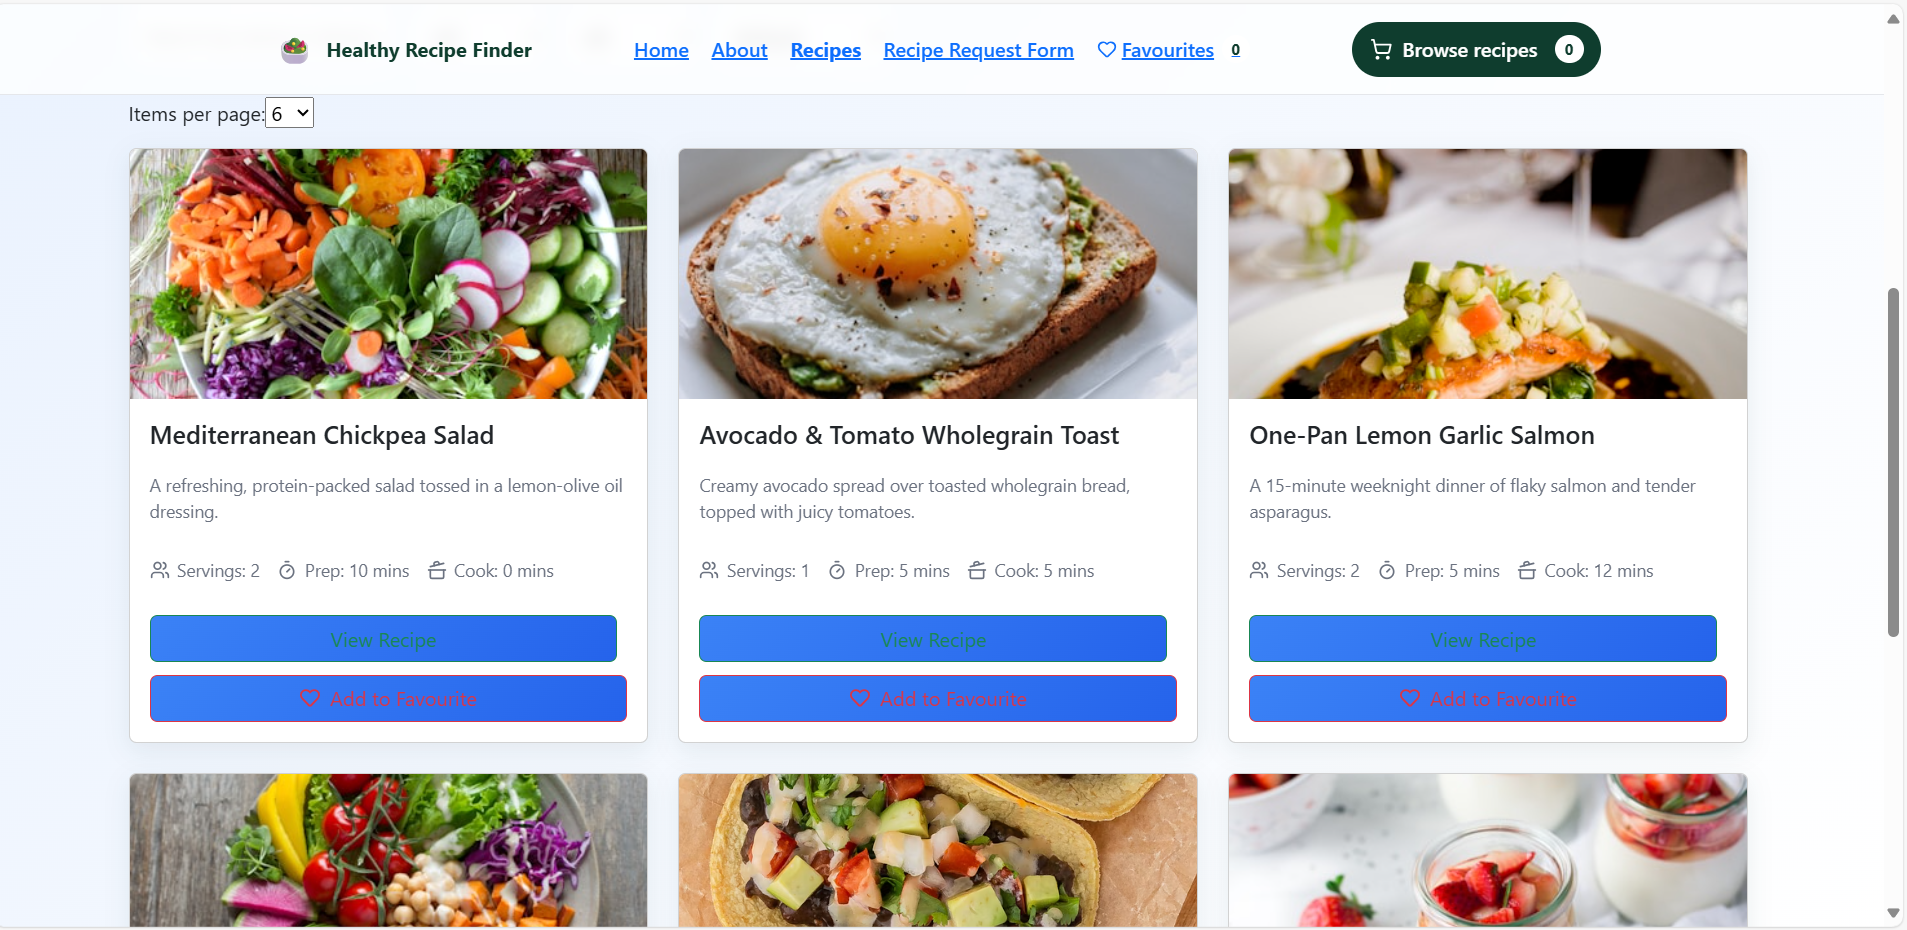 Healthy Recipe Finder
Home About Recipes Recipe Request Form Favourites 0
Browse recipes 0
Items per page: 6
Mediterranean Chickpea Salad
A refreshing, protein-packed salad tossed in a lemon-olive oil
dressing.
Servings: 2 Prep: 10 mins Cook: 0 mins
View Recipe
Add to Favourite
Avocado & Tomato Wholegrain Toast
Creamy avocado spread over toasted wholegrain bread,
topped with juicy tomatoes.
Servings: 1 Prep: 5 mins Cook: 5 mins
View Recipe
Add to Favourite
One-Pan Lemon Garlic Salmon
A 15-minute weeknight dinner of flaky salmon and tender
asparagus.
Servings: 2 Prep: 5 mins Cook: 12 mins
View Recipe
Add to Favourite